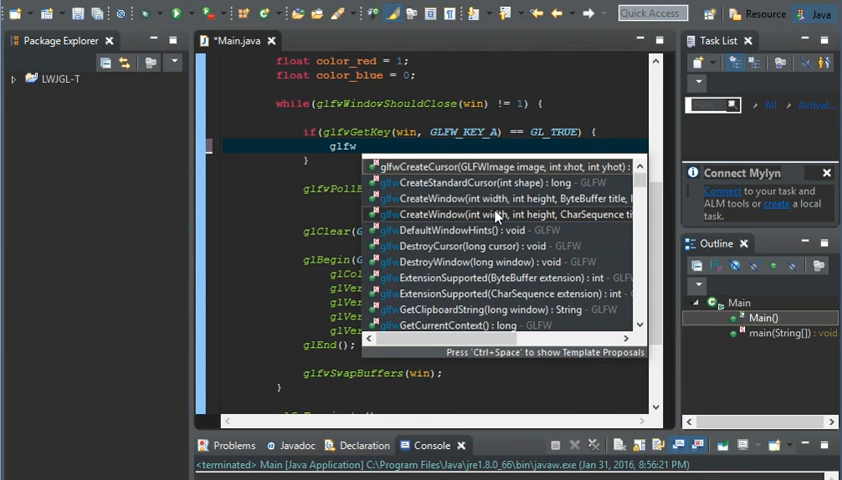 Quick Access
Resource
Java
Package Explorer
LWJGL-T
*Main.java
float color_red = 1;
float color_blue = 0;
while(glfwWindowShouldClose(win) != 1) {
if(glfwGetKey(win, GLFW_KEY_A) == GL_TRUE) {
glfw
}
glfwPollE
glClear(G
glBegin(G
glCol
glVer
glVer
glVer
glVer
glEnd();
glfwSwapBuffers(win);
}
glfwCreateCursor(GLFWImage image, int xhot, int yhot) :
glfwCreateStandardCursor(int shape) : long - GLFW
glfwCreateWindow(int width, int height, ByteBuffer title, l
glfwCreateWindow(int width, int height, CharSequence ti
glfwDefaultWindowHints() : void - GLFW
glfwDestroyCursor(long cursor) : void - GLFW
glfwDestroyWindow(long window) : void - GLFW
glfwExtensionSupported(ByteBuffer extension) : int - GLFW
glfwExtensionSupported(CharSequence extension) : int - GLFW
glfwGetClipboardString(long window) : String - GLFW
glfwGetCurrentContext() : long - GLFW
Press 'Ctrl+Space' to show Template Proposals
Task List
All
Activat...
Connect Mylyn
Connect to your task and
ALM tools or create a local
task.
Outline
Main
Main()
main(String[]) : void
Problems
Javadoc
Declaration
Console
<terminated> Main [Java Application] C:\Program Files\Java\jre1.8.0_66\bin\javaw.exe (Jan 31, 2016, 8:56:21 PM)